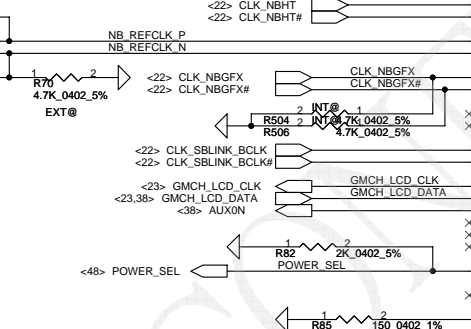 <22> CLK_NBHT
<22> CLK_NBHT#
NB_REFCLK_P
NB_REFCLK_N
1 2
R70
4.7K_0402_5%
EXT@
<22> CLK_NBGFX
<22> CLK_NBGFX#
CLK_NBGFX
CLK_NBGFX#
2 INT@ 1
R504 2 INT@ 1 4.7K_0402_5%
R506 4.7K_0402_5%
<22> CLK_SBLINK_BCLK
<22> CLK_SBLINK_BCLK#
<23> GMCH_LCD_CLK GMCH_LCD_CLK
<23,38> GMCH_LCD_DATA GMCH_LCD_DATA
<38> AUX0N
1 2
R82 2K_0402_5%
<48> POWER_SEL POWER_SEL
1 2
R85 150_0402_1%
CON